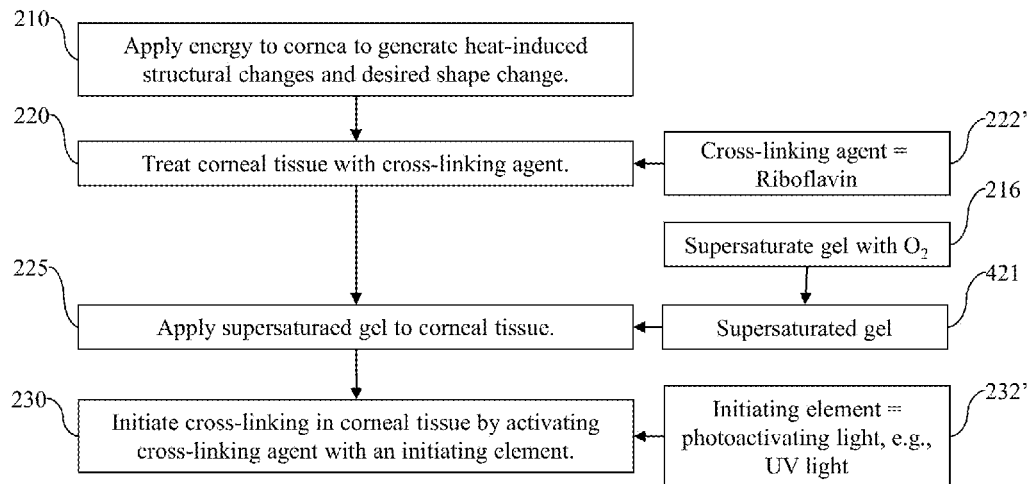 210
Apply energy to cornea to generate heat-induced
structural changes and desired shape change.
220
Treat corneal tissue with cross-linking agent.
222’
Cross-linking agent =
Riboflavin
216
Supersaturate gel with O₂
225
Apply supersaturaed gel to corneal tissue.
421
Supersaturated gel
230
Initiate cross-linking in corneal tissue by activating
cross-linking agent with an initiating element.
232’
Initiating element =
photoactivating light, e.g.,
UV light